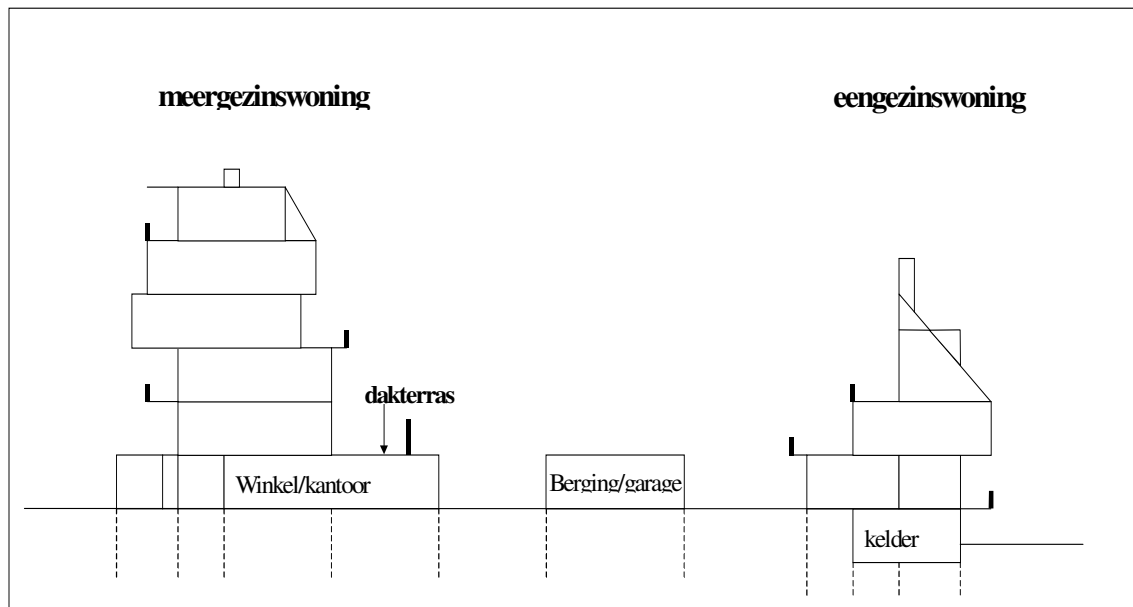 meergezinswoning
eengezinswoning
dakterras
Winkel/kantoor
Berging/garage
kelder